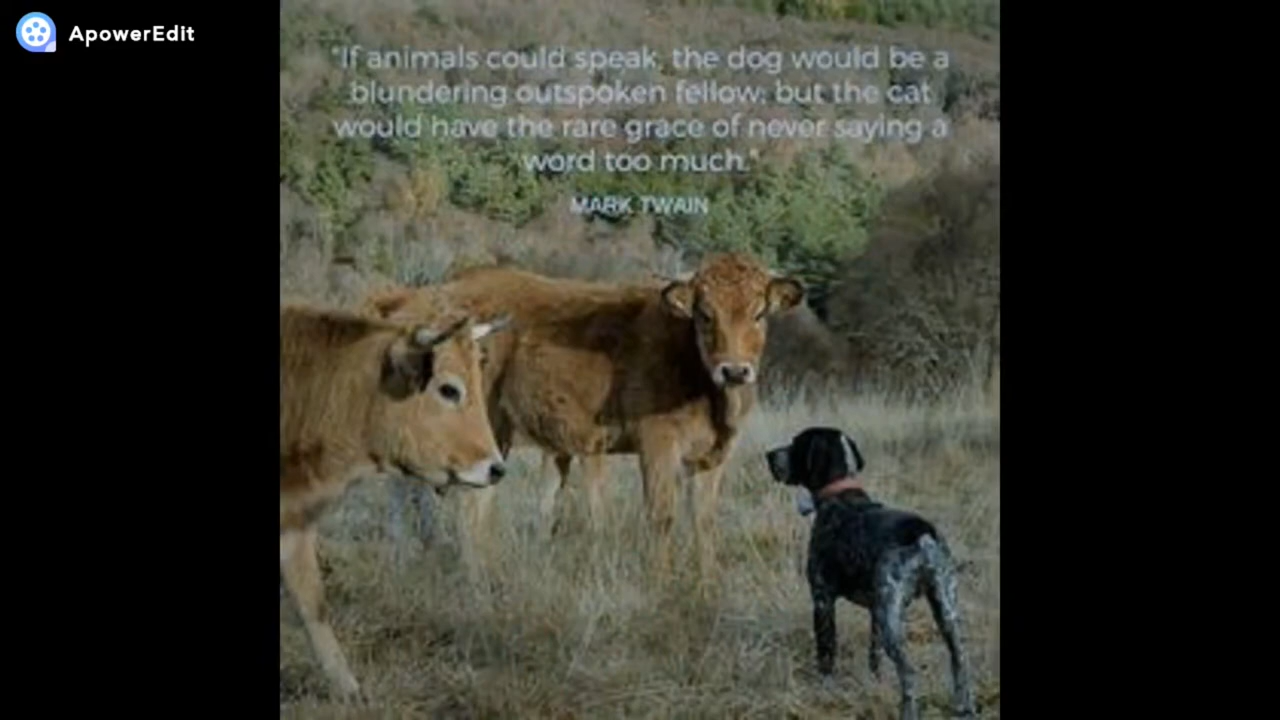 ApowerEdit
"If animals could speak, the dog would be a
blundering outspoken fellow; but the cat
would have the rare grace of never saying a
word too much."
MARK TWAIN